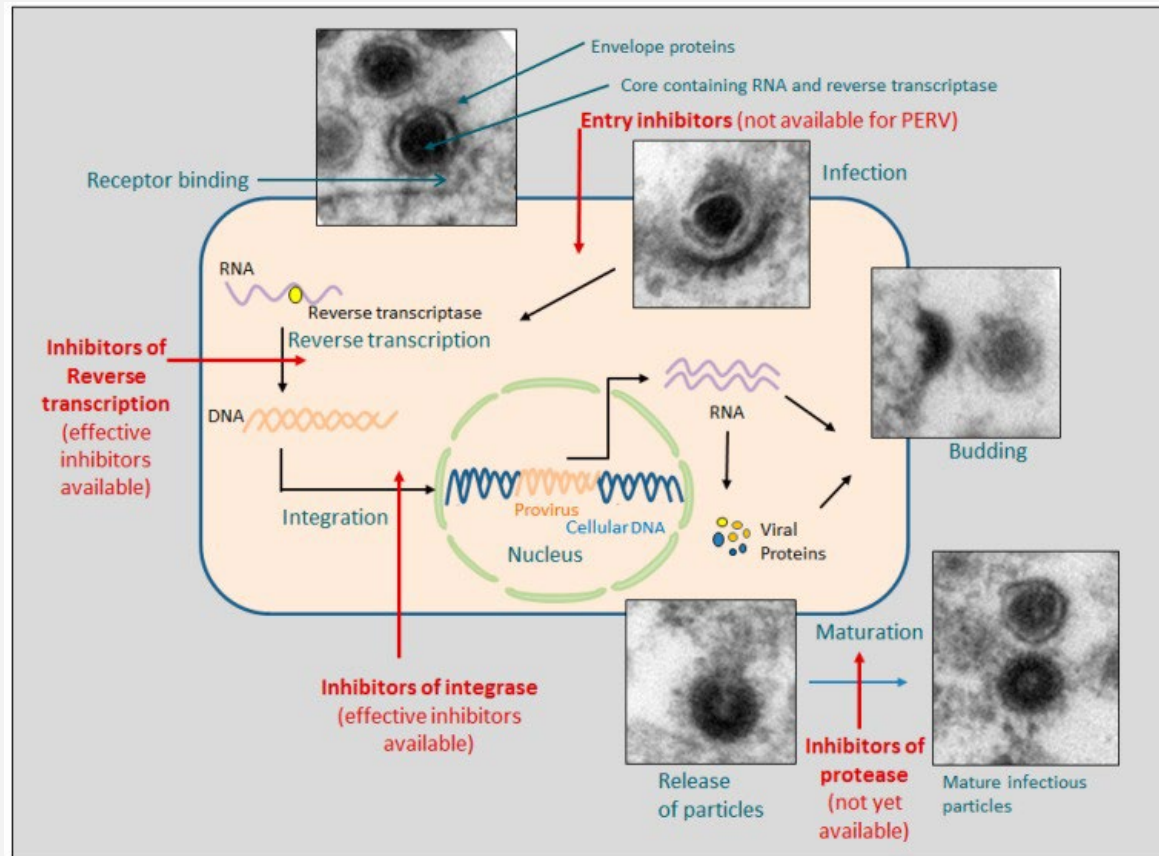 Envelope proteins
Core containing RNA and reverse transcriptase
Entry inhibitors (not available for PERV)
Receptor binding
Infection
RNA
Reverse transcriptase
Reverse transcription
Inhibitors of
Reverse
transcription
(effective
inhibitors
available)
DNA
RNA
Budding
Integration
Provirus
Cellular DNA
Nucleus
Viral
Proteins
Maturation
Inhibitors of integrase
(effective inhibitors
available)
Release
of particles
Inhibitors of
protease
(not yet
available)
Mature infectious
particles